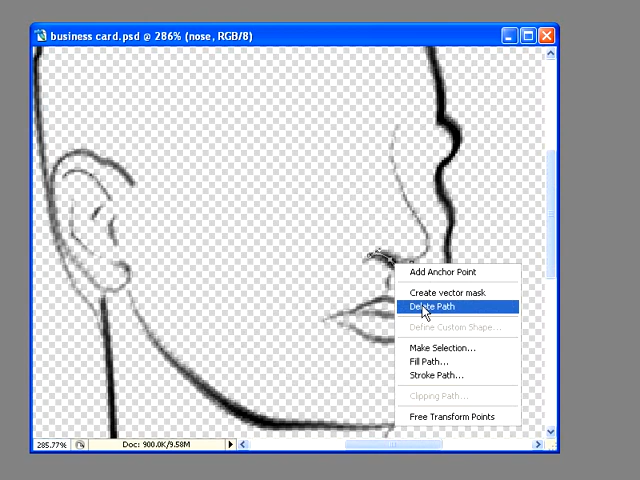 business card.psd @ 286% (nose, RGB/8)
Add Anchor Point
Create vector mask
Delete Path
Define Custom Shape...
Make Selection...
Fill Path...
Stroke Path...
Clipping Path...
Free Transform Points
285.77%
Doc: 900.0K/9.58M